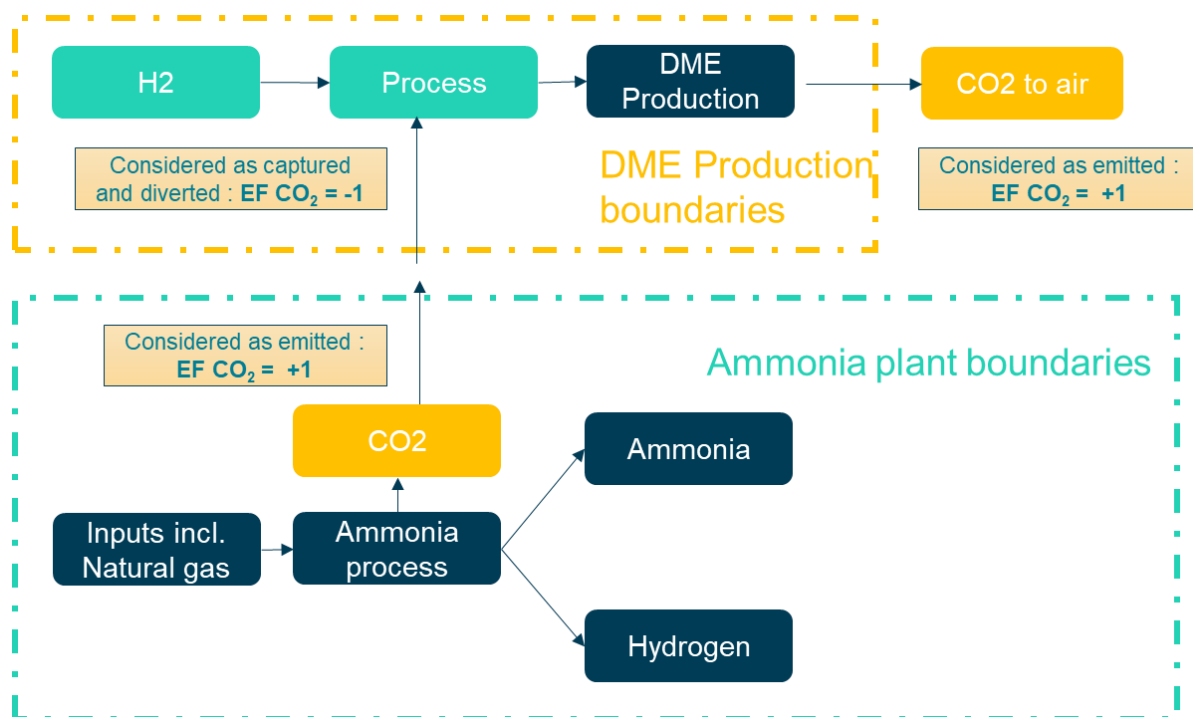 H2
Process
DME
Production
CO2 to air
Considered as captured
and diverted : EF CO₂ = -1
DME Production
boundaries
Considered as emitted :
EF CO₂ = +1
Considered as emitted :
EF CO₂ = +1
Ammonia plant boundaries
CO2
Ammonia
Inputs incl.
Natural gas
Ammonia
process
Hydrogen